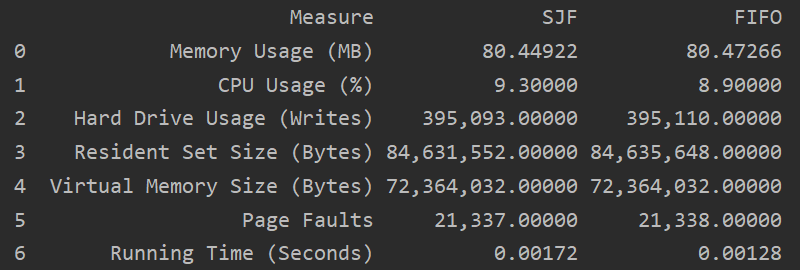 Measure SJF FIFO
0 Memory Usage (MB) 80.44922 80.47266
1 CPU Usage (%) 9.30000 8.90000
2 Hard Drive Usage (Writes) 395,093.00000 395,110.00000
3 Resident Set Size (Bytes) 84,631,552.00000 84,635,648.00000
4 Virtual Memory Size (Bytes) 72,364,032.00000 72,364,032.00000
5 Page Faults 21,337.00000 21,338.00000
6 Running Time (Seconds) 0.00172 0.00128